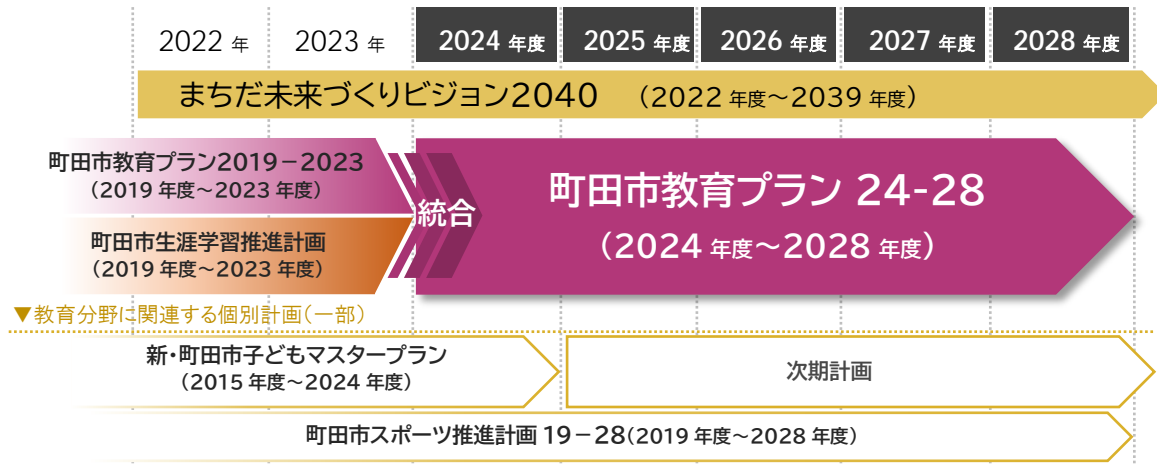 2022 年 2023 年 2024 年度 2025 年度 2026 年度 2027 年度 2028 年度
まちだ未来づくりビジョン2040 （2022 年度～2039 年度）
町田市教育プラン2019－2023
（2019 年度～2023 年度）
町田市生涯学習推進計画
（2019 年度～2023 年度）
統合
町田市教育プラン 24-28
（2024 年度～2028 年度）
▼教育分野に関連する個別計画（一部）
新・町田市子どもマスタープラン
（2015 年度～2024 年度）
次期計画
町田市スポーツ推進計画 19－28（2019 年度～2028 年度）